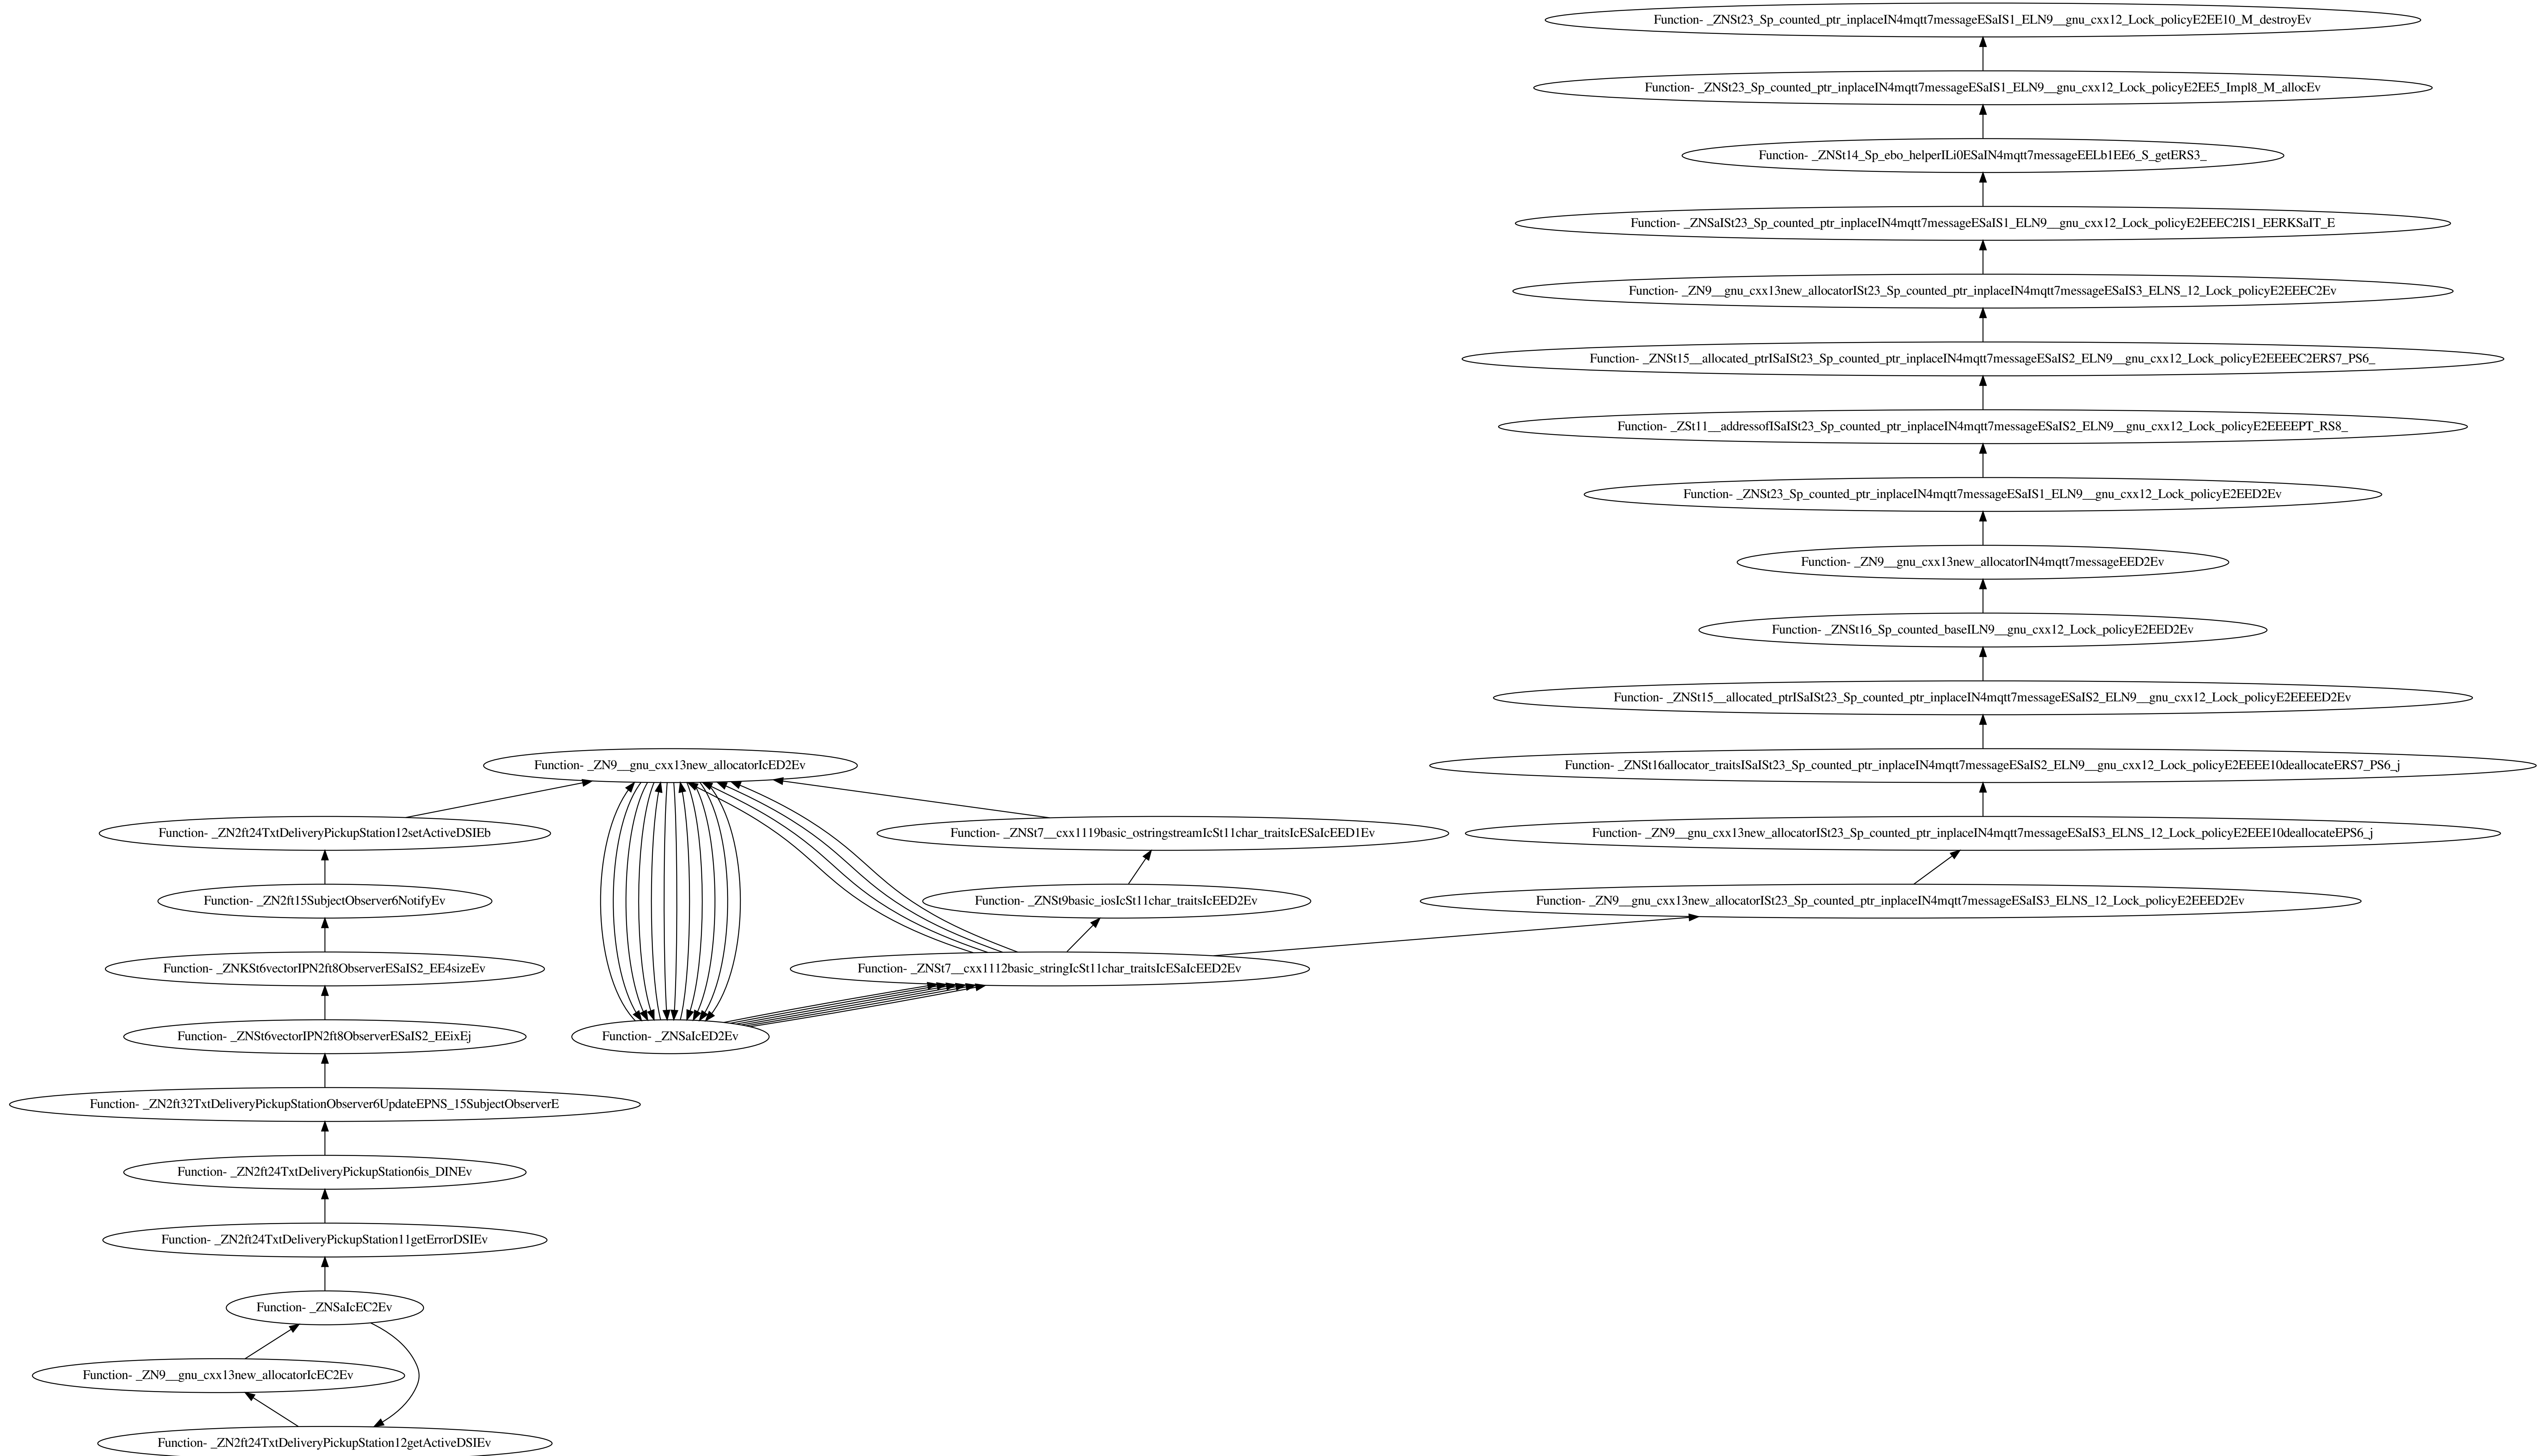 Function- _ZNSt23_Sp_counted_ptr_inplaceIN4mqtt7messageESaIS1_ELN9__gnu_cxx12_Lock_policyE2EE10_M_destroyEv
Function- _ZNSt23_Sp_counted_ptr_inplaceIN4mqtt7messageESaIS1_ELN9__gnu_cxx12_Lock_policyE2EE5_Impl8_M_allocEv
Function- _ZNSt14_Sp_ebo_helperILi0ESaIN4mqtt7messageEELb1EE6_S_getERS3_
Function- _ZNSaISt23_Sp_counted_ptr_inplaceIN4mqtt7messageESaIS1_ELN9__gnu_cxx12_Lock_policyE2EEEC2IS1_EERKSaIT_E
Function- _ZN9__gnu_cxx13new_allocatorISt23_Sp_counted_ptr_inplaceIN4mqtt7messageESaIS3_ELNS_12_Lock_policyE2EEEC2Ev
Function- _ZNSt15__allocated_ptrISaISt23_Sp_counted_ptr_inplaceIN4mqtt7messageESaIS2_ELN9__gnu_cxx12_Lock_policyE2EEEEC2ERS7_PS6_
Function- _ZSt11__addressofISaISt23_Sp_counted_ptr_inplaceIN4mqtt7messageESaIS2_ELN9__gnu_cxx12_Lock_policyE2EEEEPT_RS8_
Function- _ZNSt23_Sp_counted_ptr_inplaceIN4mqtt7messageESaIS1_ELN9__gnu_cxx12_Lock_policyE2EED2Ev
Function- _ZN9__gnu_cxx13new_allocatorIN4mqtt7messageEED2Ev
Function- _ZNSt16_Sp_counted_baseILN9__gnu_cxx12_Lock_policyE2EED2Ev
Function- _ZNSt15__allocated_ptrISaISt23_Sp_counted_ptr_inplaceIN4mqtt7messageESaIS2_ELN9__gnu_cxx12_Lock_policyE2EEEED2Ev
Function- _ZN9__gnu_cxx13new_allocatorIcED2Ev
Function- _ZNSt16allocator_traitsISaISt23_Sp_counted_ptr_inplaceIN4mqtt7messageESaIS2_ELN9__gnu_cxx12_Lock_policyE2EEEE10deallocateERS7_PS6_j
Function- _ZN2ft24TxtDeliveryPickupStation12setActiveDSIEb
Function- _ZNSt7__cxx1119basic_ostringstreamIcSt11char_traitsIcESaIcEED1Ev
Function- _ZN9__gnu_cxx13new_allocatorISt23_Sp_counted_ptr_inplaceIN4mqtt7messageESaIS3_ELNS_12_Lock_policyE2EEE10deallocateEPS6_j
Function- _ZN2ft15SubjectObserver6NotifyEv
Function- _ZNSt9basic_iosIcSt11char_traitsIcEED2Ev
Function- _ZN9__gnu_cxx13new_allocatorISt23_Sp_counted_ptr_inplaceIN4mqtt7messageESaIS3_ELNS_12_Lock_policyE2EEED2Ev
Function- _ZNKSt6vectorIPN2ft8ObserverESaIS2_EE4sizeEv
Function- _ZNSt7__cxx1112basic_stringIcSt11char_traitsIcESaIcEED2Ev
Function- _ZNSt6vectorIPN2ft8ObserverESaIS2_EEixEj
Function- _ZNSaIcED2Ev
Function- _ZN2ft32TxtDeliveryPickupStationObserver6UpdateEPNS_15SubjectObserverE
Function- _ZN2ft24TxtDeliveryPickupStation6is_DINEv
Function- _ZN2ft24TxtDeliveryPickupStation11getErrorDSIEv
Function- _ZNSaIcEC2Ev
Function- _ZN9__gnu_cxx13new_allocatorIcEC2Ev
Function- _ZN2ft24TxtDeliveryPickupStation12getActiveDSIEv